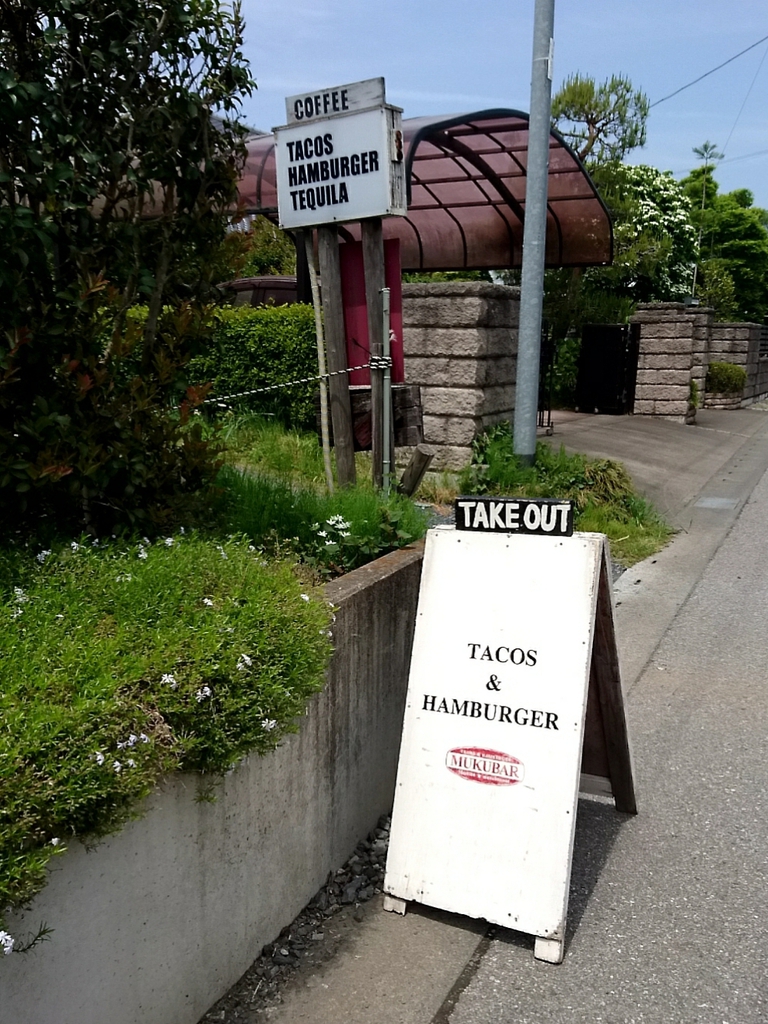 COFFEE
TACOS
HAMBURGER
TEQUILA
TAKE OUT
TACOS
&
HAMBURGER
MUKUBAR